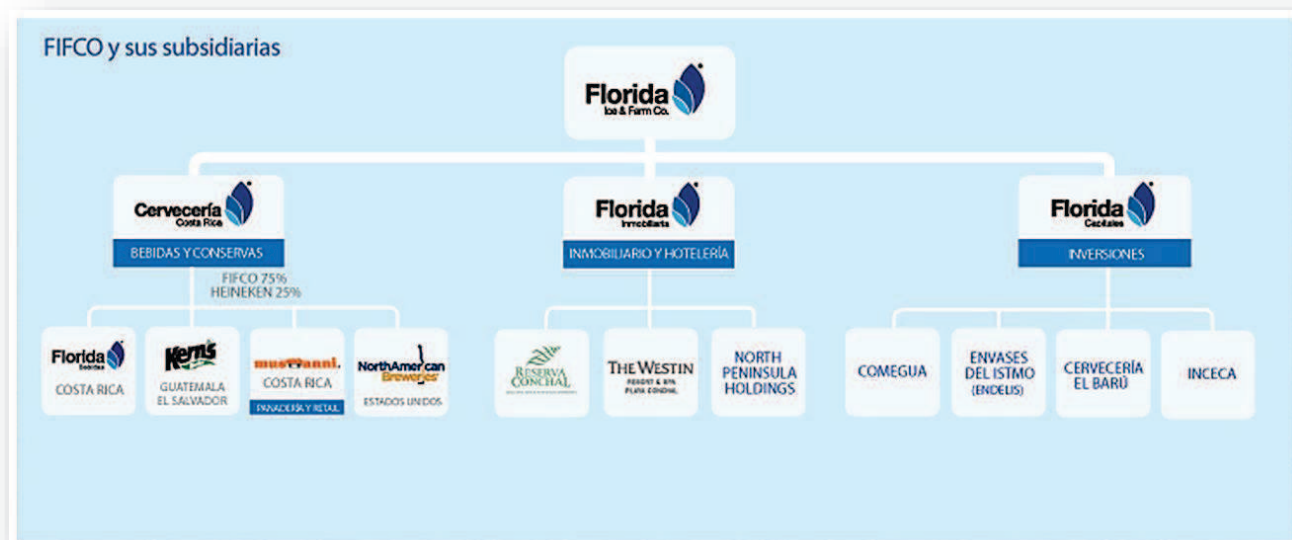 FIFCO y sus subsidiarias
Florida
Ice & Farm Co.
Cervecería
Costa Rica
BEBIDAS Y CONSERVAS
Florida
Inmobiliaria
INMOBILIARIO Y HOTELERÍA
Florida
Capitales
INVERSIONES
FIFCO 75%
HEINEKEN 25%
Florida
Bebidas
COSTA RICA
Kern's
GUATEMALA
EL SALVADOR
musmanni.
COSTA RICA
PANADERÍA Y RETAIL
NorthAmerican
Breweries
ESTADOS UNIDOS
RESERVA
CONCHAL
THE WESTIN
RESORT & SPA
PLAYA CONCHAL
NORTH
PENINSULA
HOLDINGS
COMEGUA
ENVASES
DEL ISTMO
(ENDELIS)
CERVECERÍA
EL BARÚ
INCECA